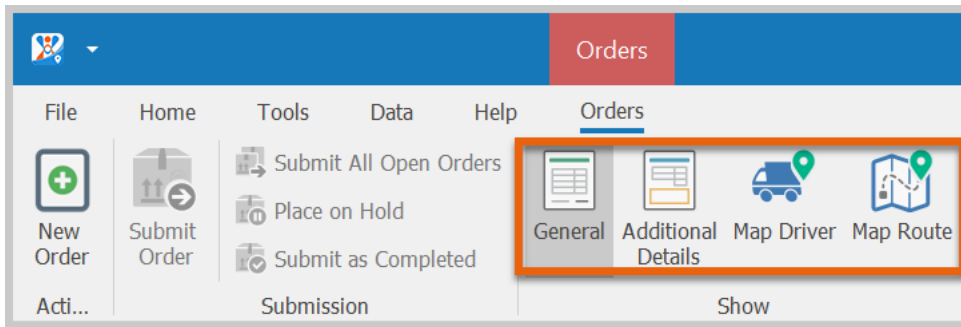 Orders
File Home Tools Data Help Orders
New Order
Submit Order
Submit All Open Orders
Place on Hold
Submit as Completed
General
Additional Details
Map Driver
Map Route
Acti...
Submission
Show